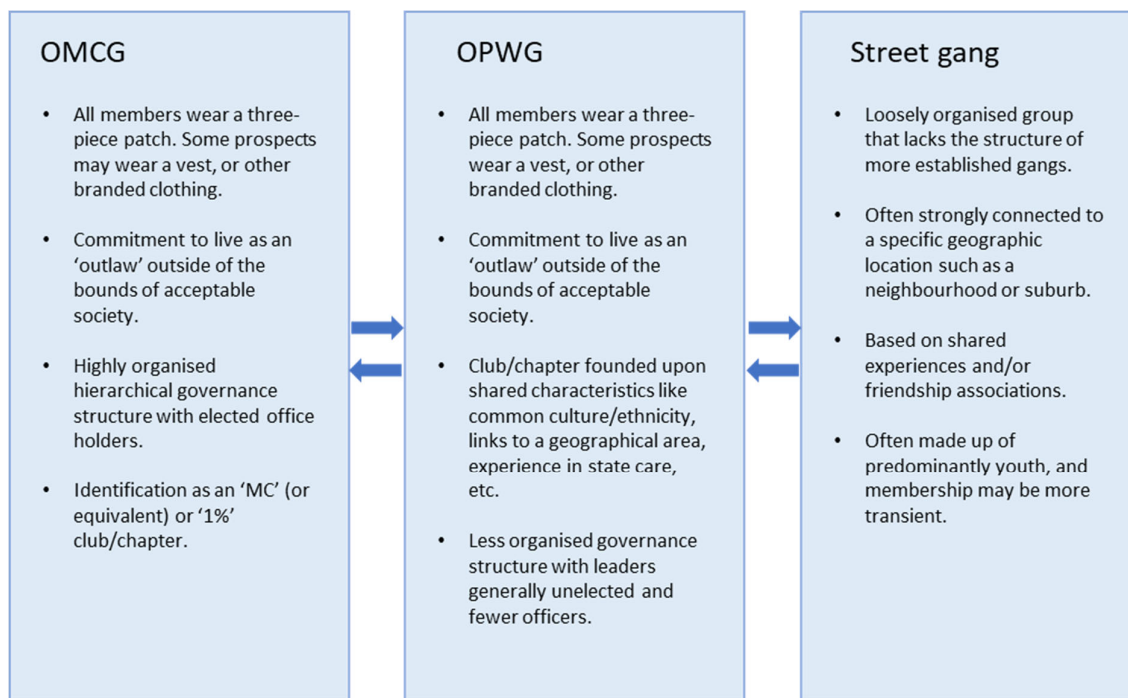 OMCG
• All members wear a three-
piece patch. Some prospects
may wear a vest, or other
branded clothing.
• Commitment to live as an
‘outlaw’ outside of the
bounds of acceptable
society.
• Highly organised
hierarchical governance
structure with elected office
holders.
• Identification as an ‘MC’ (or
equivalent) or ‘1%’
club/chapter.
OPWG
• All members wear a three-
piece patch. Some prospects
wear a vest, or other
branded clothing.
• Commitment to live as an
‘outlaw’ outside of the
bounds of acceptable
society.
• Club/chapter founded upon
shared characteristics like
common culture/ethnicity,
links to a geographical area,
experience in state care,
etc.
• Less organised governance
structure with leaders
generally unelected and
fewer officers.
Street gang
• Loosely organised group
that lacks the structure of
more established gangs.
• Often strongly connected to
a specific geographic
location such as a
neighbourhood or suburb.
• Based on shared
experiences and/or
friendship associations.
• Often made up of
predominantly youth, and
membership may be more
transient.